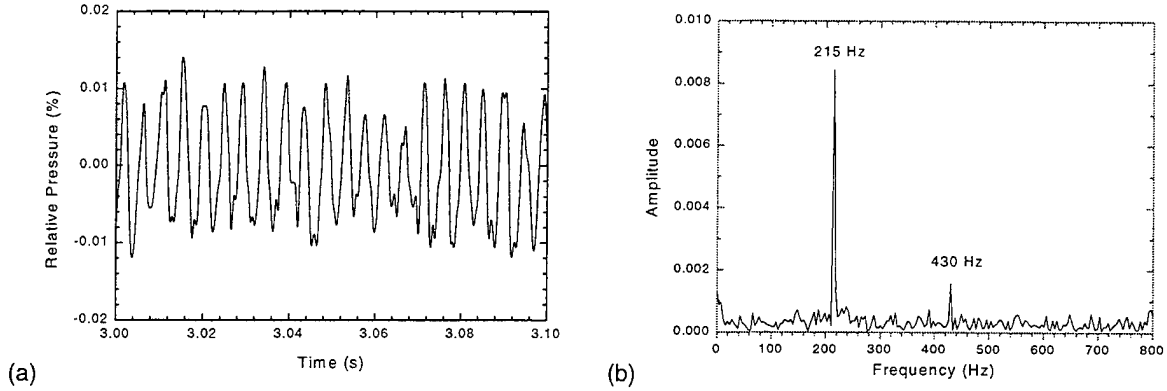 0.02
0.01
0.00
-0.01
-0.02
Relative Pressure (%)
3.00 3.02 3.04 3.06 3.08 3.10
Time (s)
(a)
0.010
0.008
0.006
0.004
0.002
0.000
Amplitude
215 Hz
430 Hz
0 100 200 300 400 500 600 700 800
Frequency (Hz)
(b)